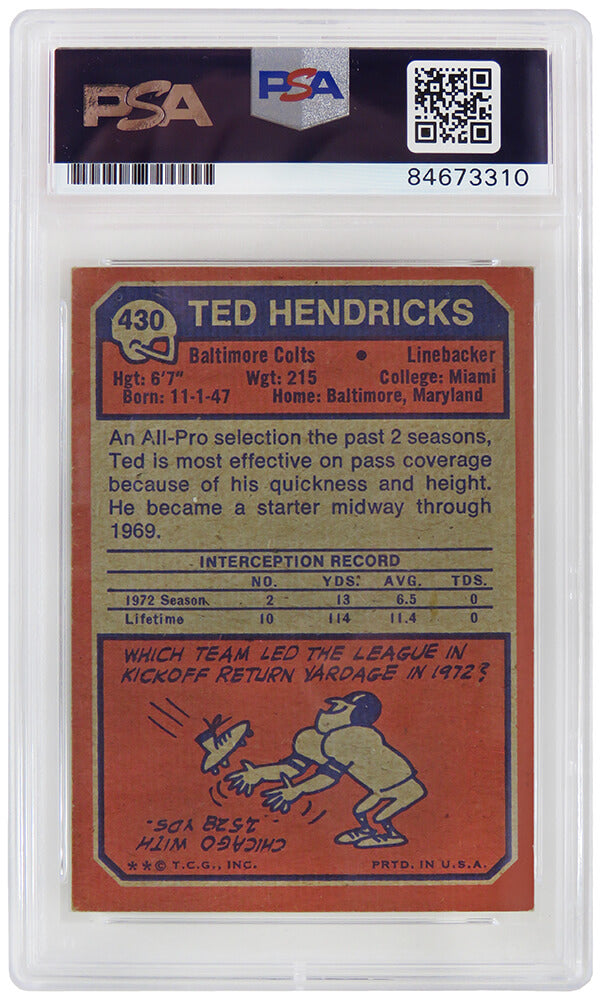 PSA PSA
84673310
430 TED HENDRICKS
Baltimore Colts • Linebacker
Hgt: 6'7" Wgt: 215 College: Miami
Born: 11-1-47 Home: Baltimore, Maryland
An All-Pro selection the past 2 seasons,
Ted is most effective on pass coverage
because of his quickness and height.
He became a starter midway through
1969.
INTERCEPTION RECORD
NO. YDS. AVG. TDS.
1972 Season 2 13 6.5 0
Lifetime 10 114 11.4 0
WHICH TEAM LED THE LEAGUE IN
KICKOFF RETURN YARDAGE IN 1972?
CHICAGO WITH
2528 YDS.
**© T.C.G., INC. PRTD. IN U.S.A.